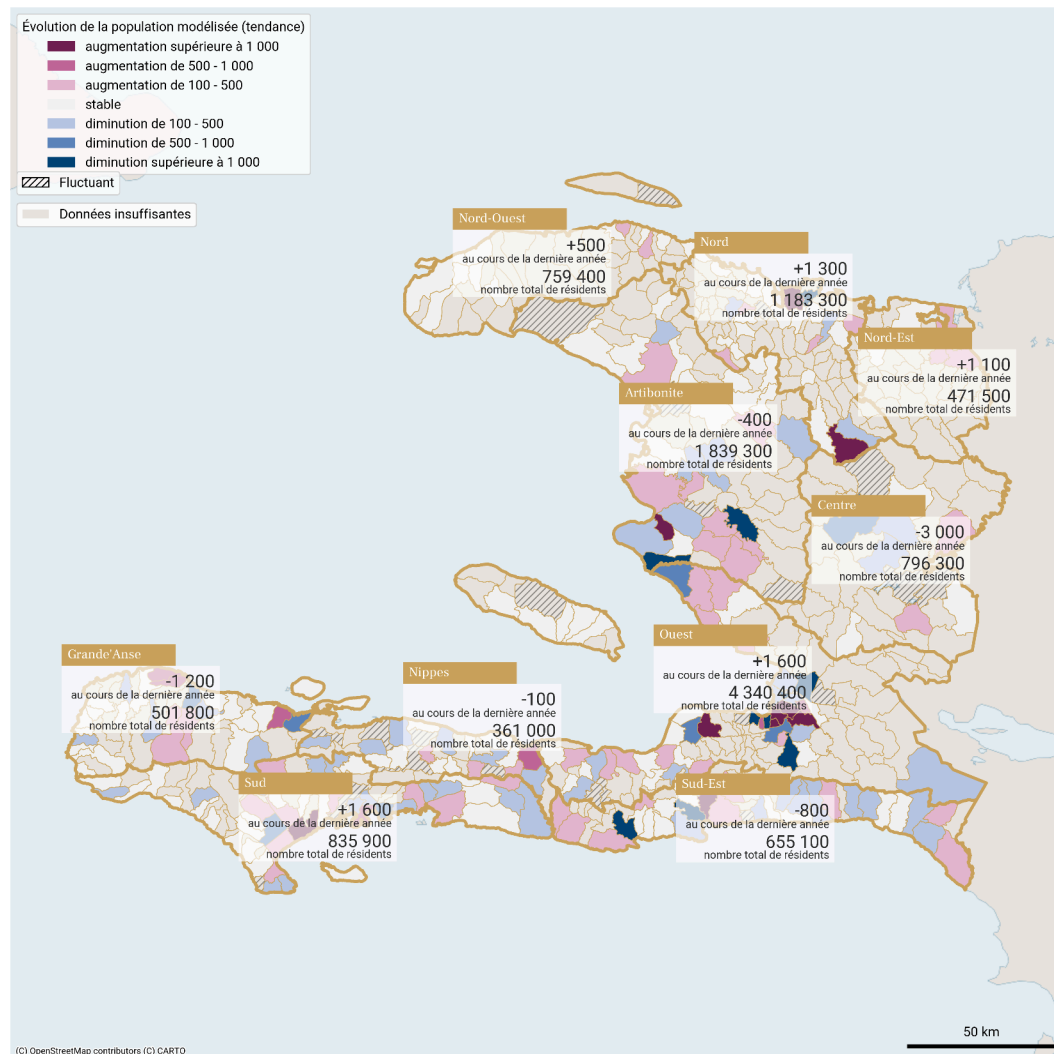 Évolution de la population modélisée (tendance)
augmentation supérieure à 1 000
augmentation de 500 - 1 000
augmentation de 100 - 500
stable
diminution de 100 - 500
diminution de 500 - 1 000
diminution supérieure à 1 000
Fluctuant
Données insuffisantes
Nord-Ouest
+500
au cours de la dernière année
759 400
nombre total de résidents
Nord
+1 300
au cours de la dernière année
1 183 300
nombre total de résidents
Nord-Est
+1 100
au cours de la dernière année
471 500
nombre total de résidents
Artibonite
-400
au cours de la dernière année
1 839 300
nombre total de résidents
Centre
-3 000
au cours de la dernière année
796 300
nombre total de résidents
Ouest
+1 600
au cours de la dernière année
4 340 400
nombre total de résidents
Grande'Anse
-1 200
au cours de la dernière année
501 800
nombre total de résidents
Nippes
-100
au cours de la dernière année
361 000
nombre total de résidents
Sud
+1 600
au cours de la dernière année
835 900
nombre total de résidents
Sud-Est
-800
au cours de la dernière année
655 100
nombre total de résidents
50 km
(C) OpenStreetMap contributors (C) CARTO